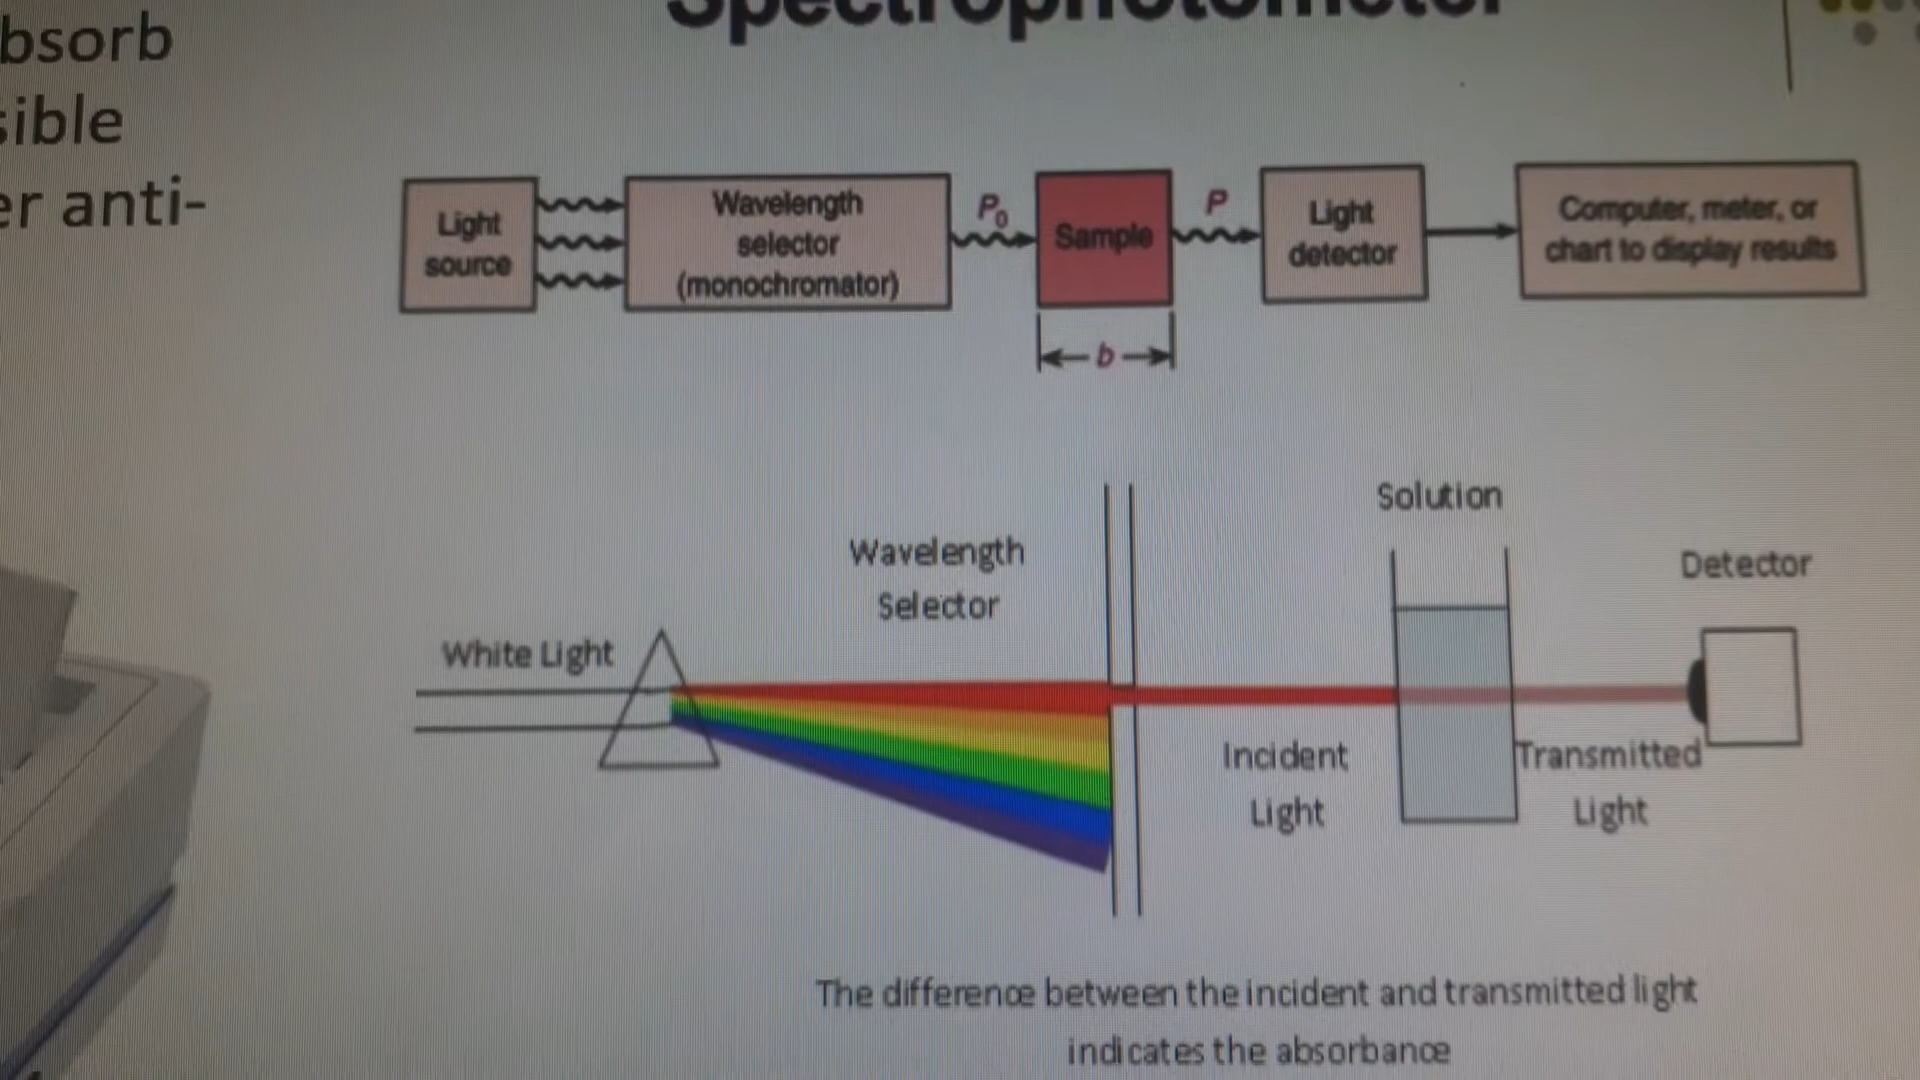 Spectrophotometer
bsorb
sible
er anti-
Light
source
Wavelength
selector
(monochromator)
P0
Sample
P
Light
detector
Computer, meter, or
chart to display results
b
Solution
Wavelength
Selector
Detector
White Light
Incident
Light
Transmitted
Light
The difference between the incident and transmitted light
indicates the absorbance